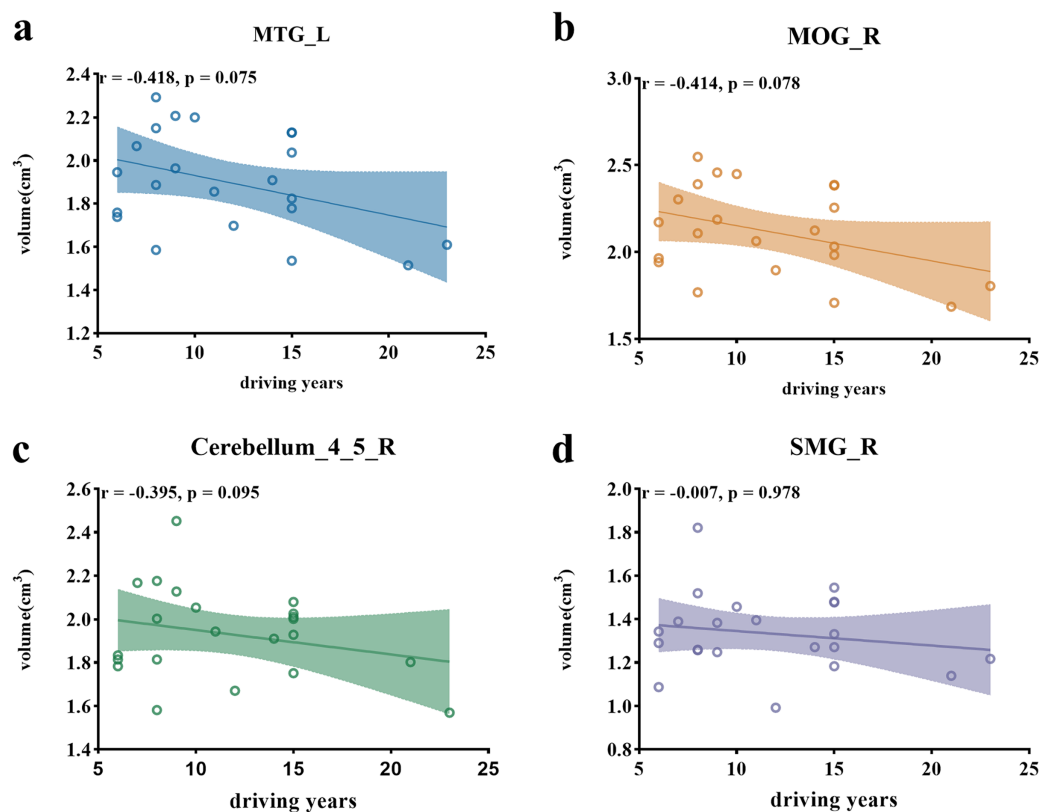 a
MTG_L
r = -0.418, p = 0.075
2.4
2.2
2.0
1.8
1.6
1.4
1.2
volume(cm³)
5 10 15 20 25
driving years
b
MOG_R
r = -0.414, p = 0.078
3.0
2.5
2.0
1.5
volume(cm³)
5 10 15 20 25
driving years
c
Cerebellum_4_5_R
r = -0.395, p = 0.095
2.6
2.4
2.2
2.0
1.8
1.6
1.4
volume(cm³)
5 10 15 20 25
driving years
d
SMG_R
r = -0.007, p = 0.978
2.0
1.8
1.6
1.4
1.2
1.0
0.8
volume(cm³)
5 10 15 20 25
driving years